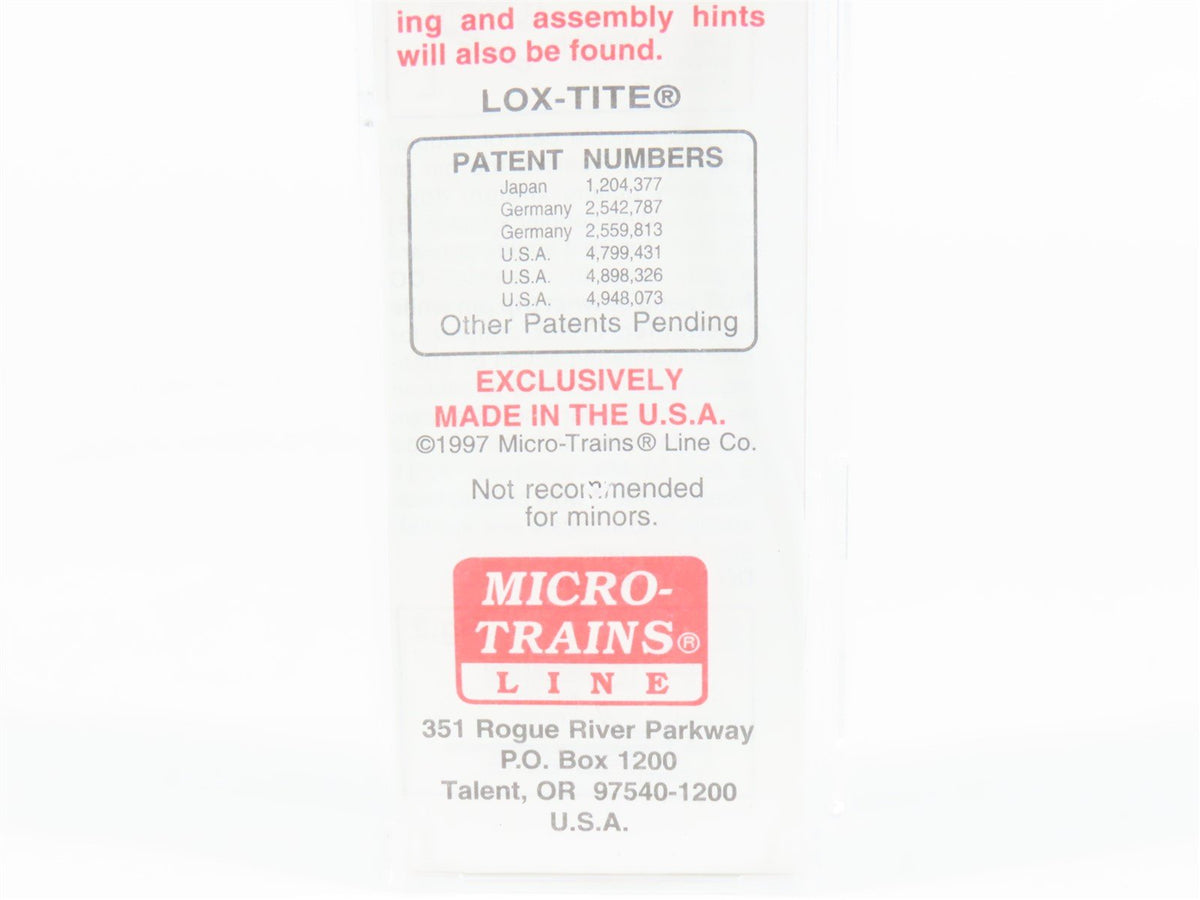 ing and assembly hints
will also be found.
LOX-TITE®
PATENT NUMBERS
Japan 1,204,377
Germany 2,542,787
Germany 2,559,813
U.S.A. 4,799,431
U.S.A. 4,898,326
U.S.A. 4,948,073
Other Patents Pending
EXCLUSIVELY
MADE IN THE U.S.A.
©1997 Micro-Trains® Line Co.
Not recommended
for minors.
MICRO-
TRAINS®
LINE
351 Rogue River Parkway
P.O. Box 1200
Talent, OR 97540-1200
U.S.A.